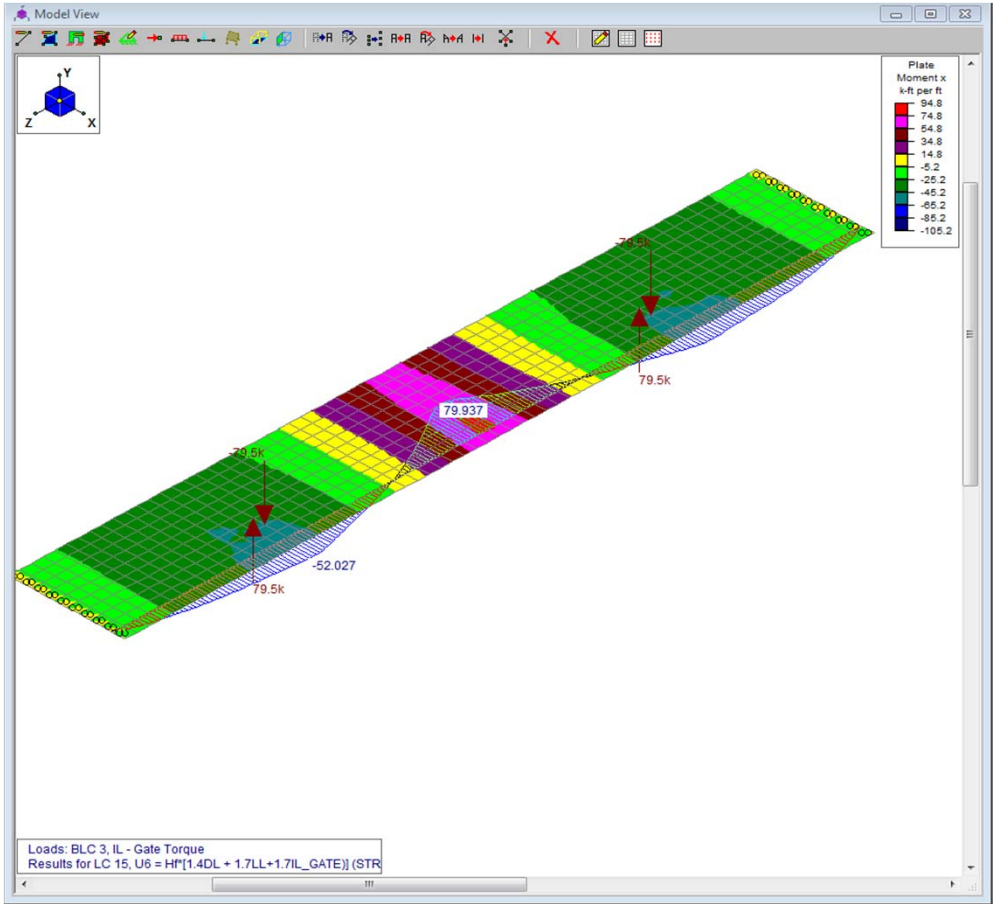 Model View
Y
Z
X
Plate
Moment x
k-ft per ft
94.8
74.8
54.8
34.8
14.8
-5.2
-25.2
-45.2
-65.2
-85.2
-105.2
-79.5k
79.5k
79.937
-79.5k
-52.027
79.5k
Loads: BLC 3, IL - Gate Torque
Results for LC 15, U6 = Hf*[1.4DL + 1.7LL+1.7IL_GATE)] (STR